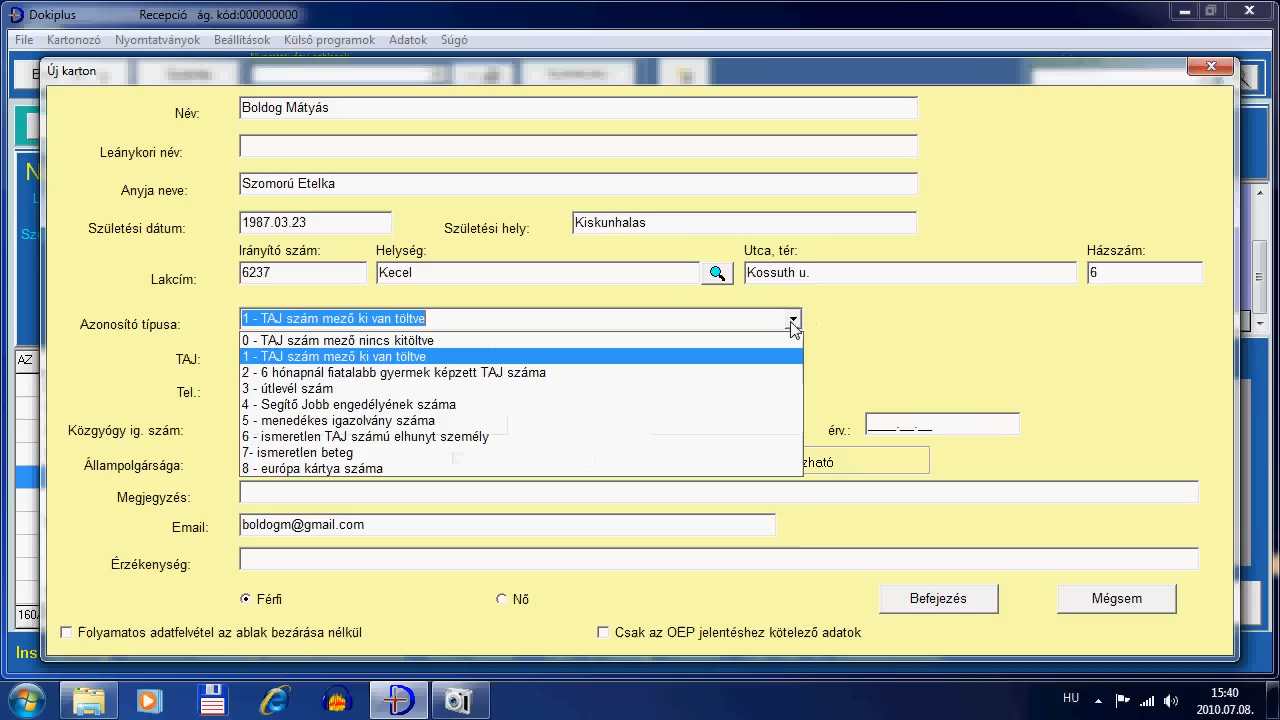 Dokiplus Recepció ág. kód:000000000
File Kartonozó Nyomtatványok Beállítások Külső programok Adatok Súgó
Új karton
Név: Boldog Mátyás
Leánykori név:
Anyja neve: Szomorú Etelka
Születési dátum: 1987.03.23 Születési hely: Kiskunhalas
Irányító szám: Helység: Utca, tér: Házszám:
Lakcím: 6237 Kecel Kossuth u. 6
Azonosító típusa: 1 - TAJ szám mező ki van töltve
0 - TAJ szám mező nincs kitöltve
TAJ: 1 - TAJ szám mező ki van töltve
2 - 6 hónapnál fiatalabb gyermek képzett TAJ száma
Tel.: 3 - útlevél szám
4 - Segítő Jobb engedélyének száma
5 - menedékes igazolvány száma
Közgyógy ig. szám: 6 - ismeretlen TAJ számú elhunyt személy érv.: ____.__.__
7- ismeretlen beteg
Állampolgársága: 8 - európa kártya száma zható
Megjegyzés:
Email: boldogm@gmail.com
Érzékenység:
Férfi Nő Befejezés Mégsem
Folyamatos adatfelvétel az ablak bezárása nélkül Csak az OEP jelentéshez kötelező adatok
AZ
160
Ins
HU 15:40
2010.07.08.